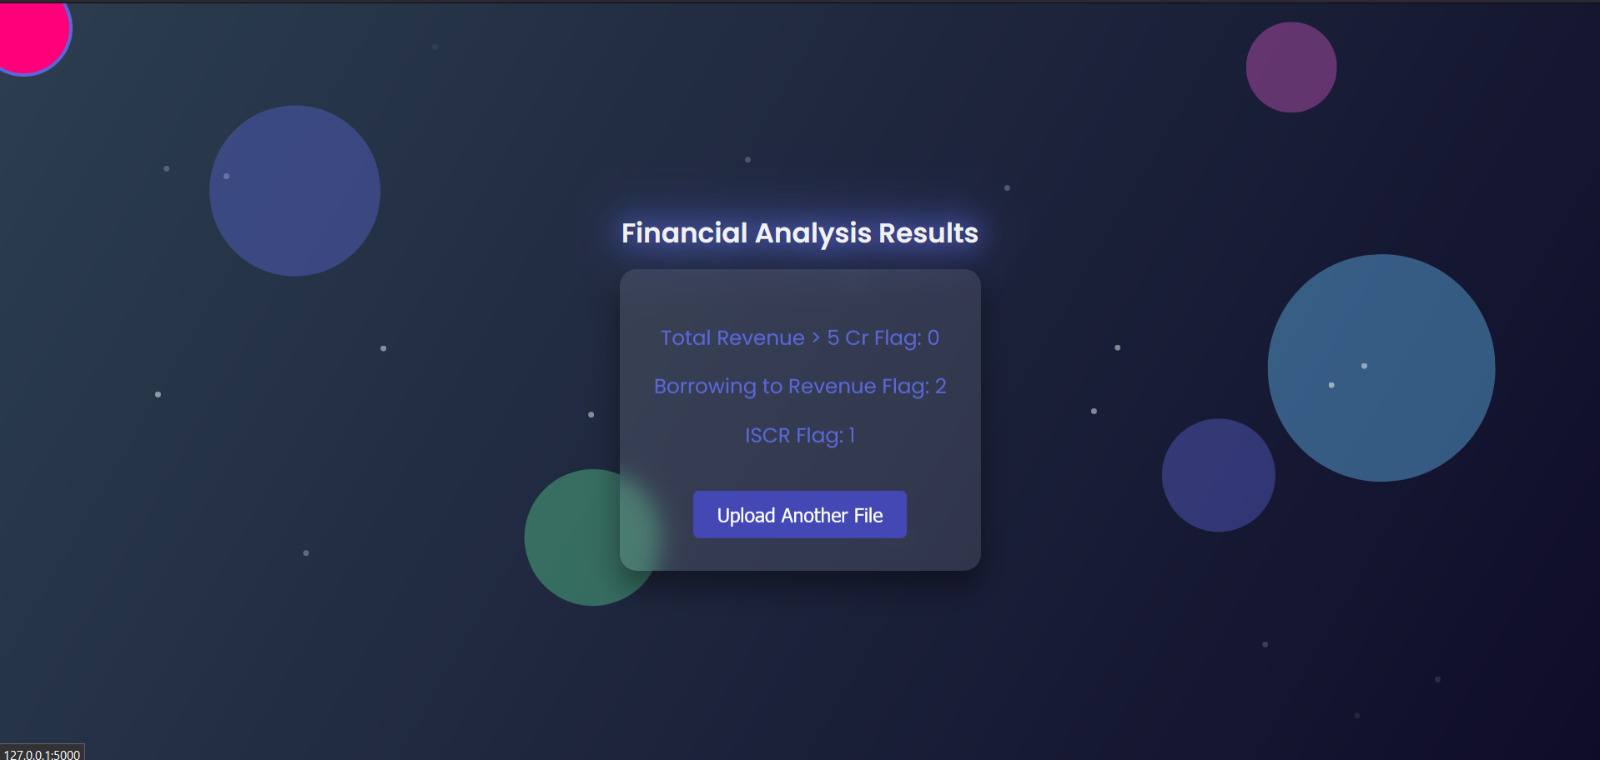 Financial Analysis Results
Total Revenue > 5 Cr Flag: 0
Borrowing to Revenue Flag: 2
ISCR Flag: 1
Upload Another File
127.0.0.1:5000